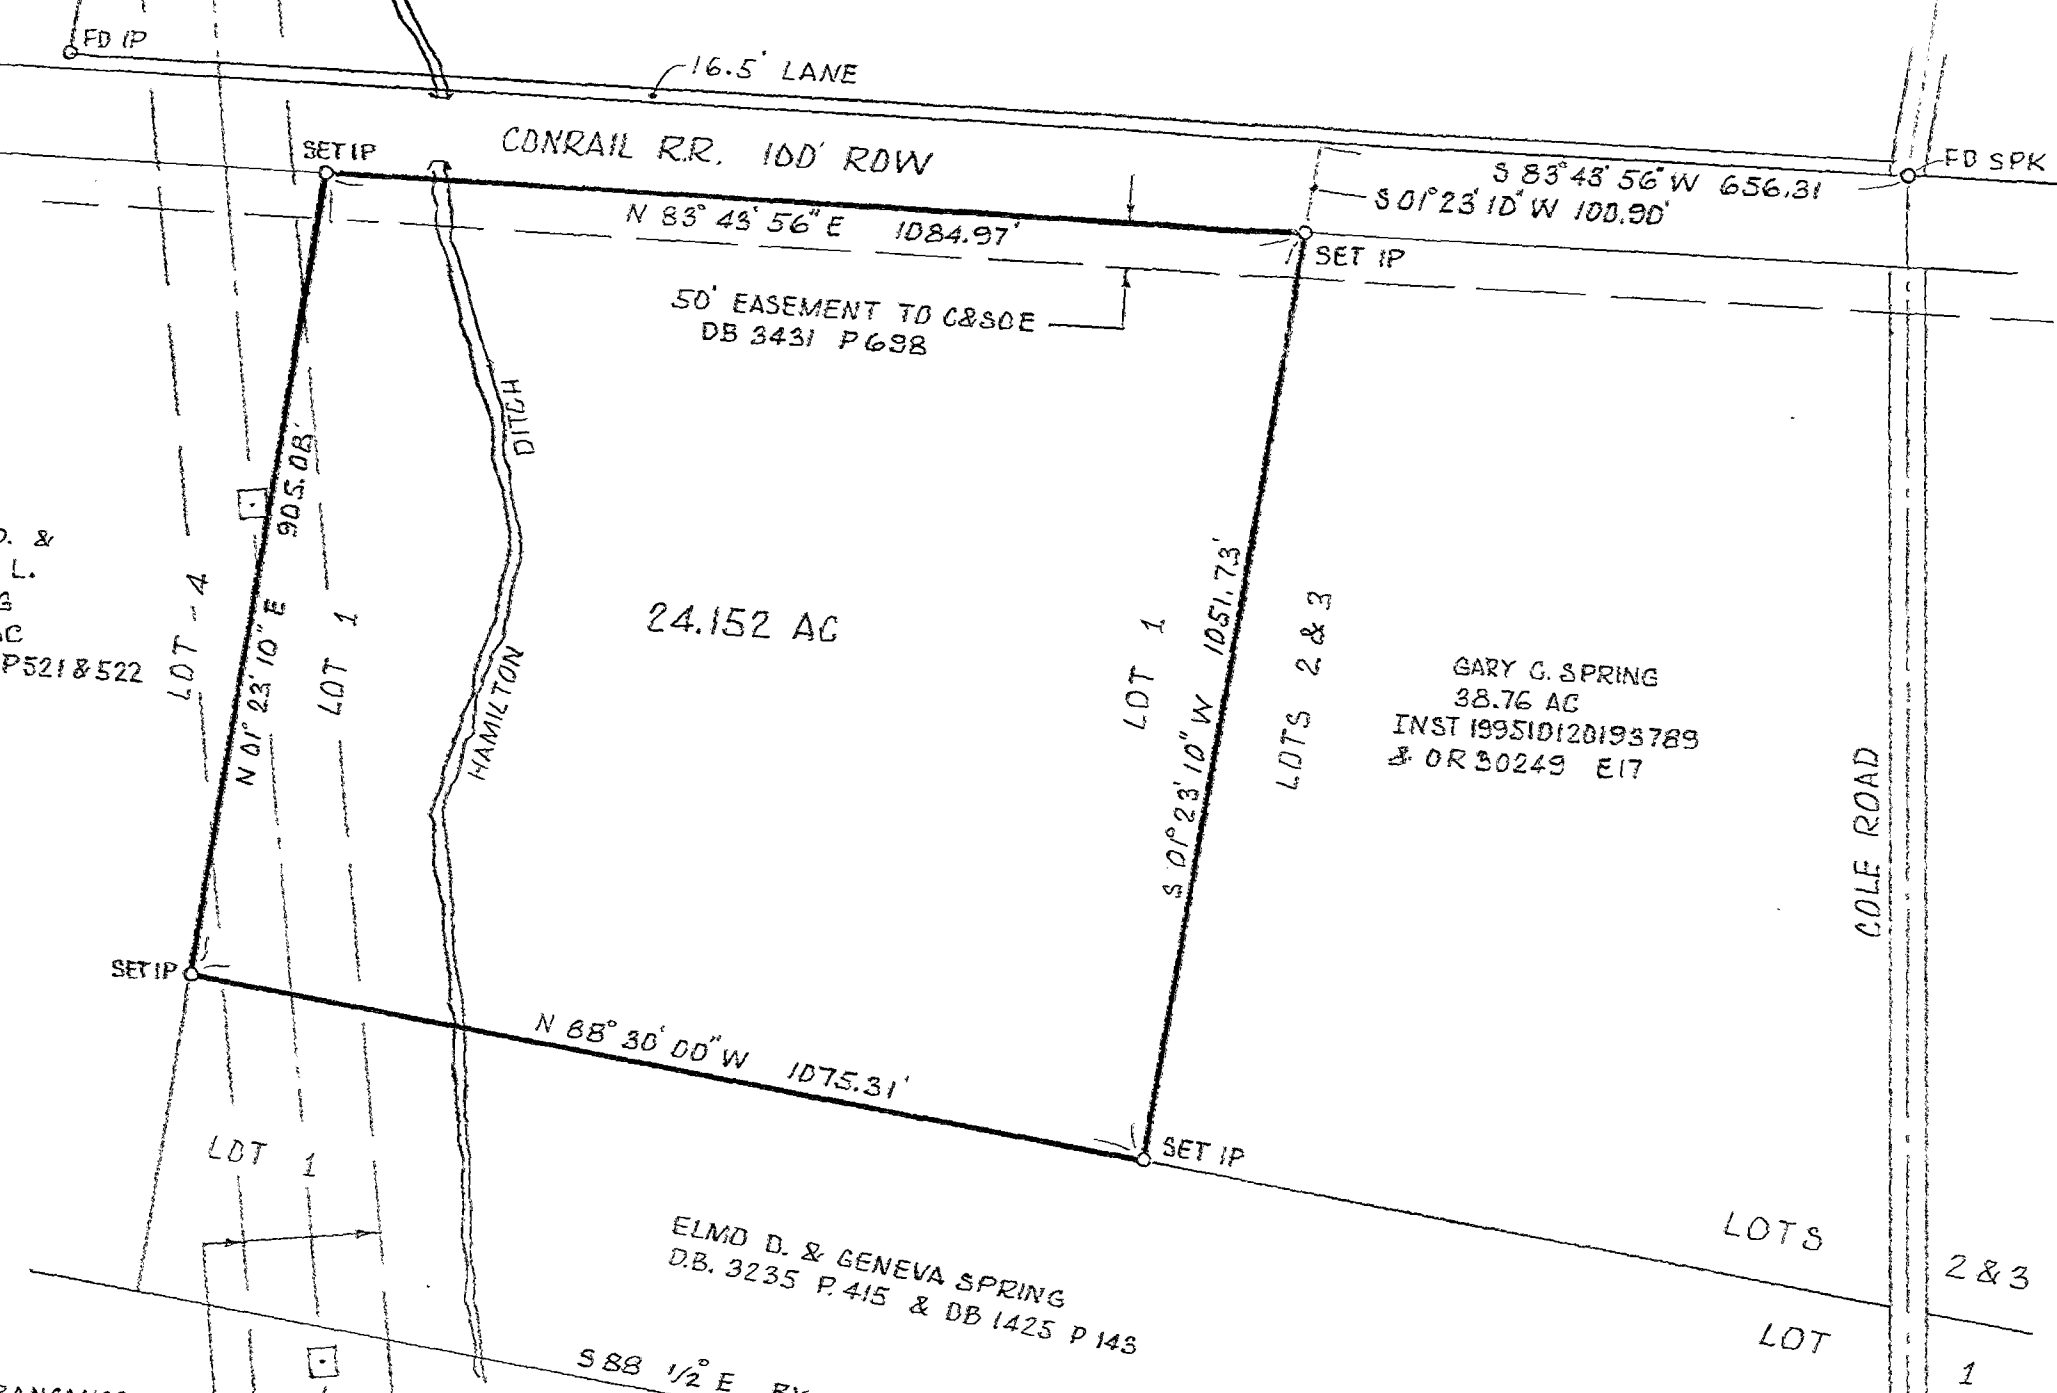 FD IP
16.5' LANE
CONRAIL R.R. 100' ROW
SET IP
FD SPK
S 83° 43' 56" W 656.31
S 01° 23' 10" W 100.90'
N 83° 43' 56" E 1084.97'
SET IP
50' EASEMENT TO C&SOE
DB 3431 P 698
DITCH
HAMILTON
N 01° 23' 10" E 905.08'
LOT - 4
LOT 1
D. &
L.
P 521 & 522
24.152 AC
LOT 1
S 01° 23' 10" W 1051.73'
LOTS 2 & 3
GARY C. SPRING
38.76 AC
INST 199510120193789
& OR 30249 E17
COLE ROAD
SET IP
N 88° 30' 00" W 1075.31'
SET IP
LOT 1
ELMO D. & GENEVA SPRING
D.B. 3235 P. 415 & DB 1425 P 143
LOTS
2 & 3
LOT
1
S 88 1/2° E